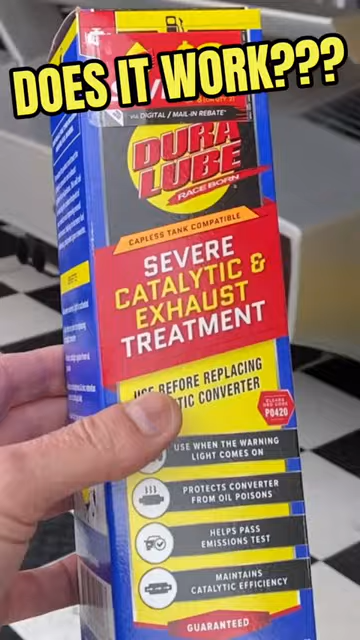 DOES IT WORK???
VIA DIGITAL / MAIL-IN REBATE
DURA
LUBE
RACE BORN
CAPLESS TANK COMPATIBLE
SEVERE
CATALYTIC &
EXHAUST
TREATMENT
USE BEFORE REPLACING
TIC CONVERTER
P0420
USE WHEN THE WARNING
LIGHT COMES ON
PROTECTS CONVERTER
FROM OIL POISONS
HELPS PASS
EMISSIONS TEST
MAINTAINS
CATALYTIC EFFICIENCY
GUARANTEED